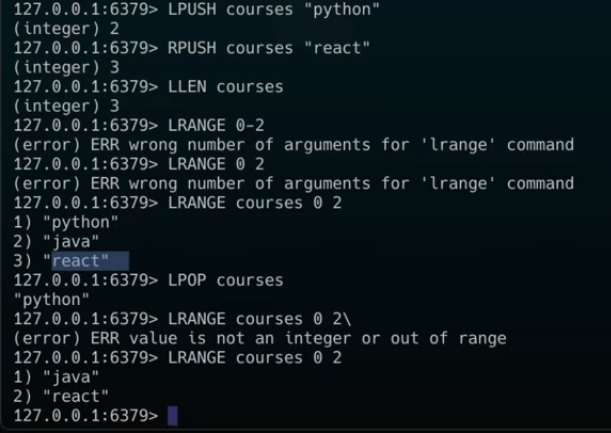 127.0.0.1:6379> LPUSH courses "python"
(integer) 2
127.0.0.1:6379> RPUSH courses "react"
(integer) 3
127.0.0.1:6379> LLEN courses
(integer) 3
127.0.0.1:6379> LRANGE 0-2
(error) ERR wrong number of arguments for 'lrange' command
127.0.0.1:6379> LRANGE 0 2
(error) ERR wrong number of arguments for 'lrange' command
127.0.0.1:6379> LRANGE courses 0 2
1) "python"
2) "java"
3) "react"
127.0.0.1:6379> LPOP courses
"python"
127.0.0.1:6379> LRANGE courses 0 2\
(error) ERR value is not an integer or out of range
127.0.0.1:6379> LRANGE courses 0 2
1) "java"
2) "react"
127.0.0.1:6379>